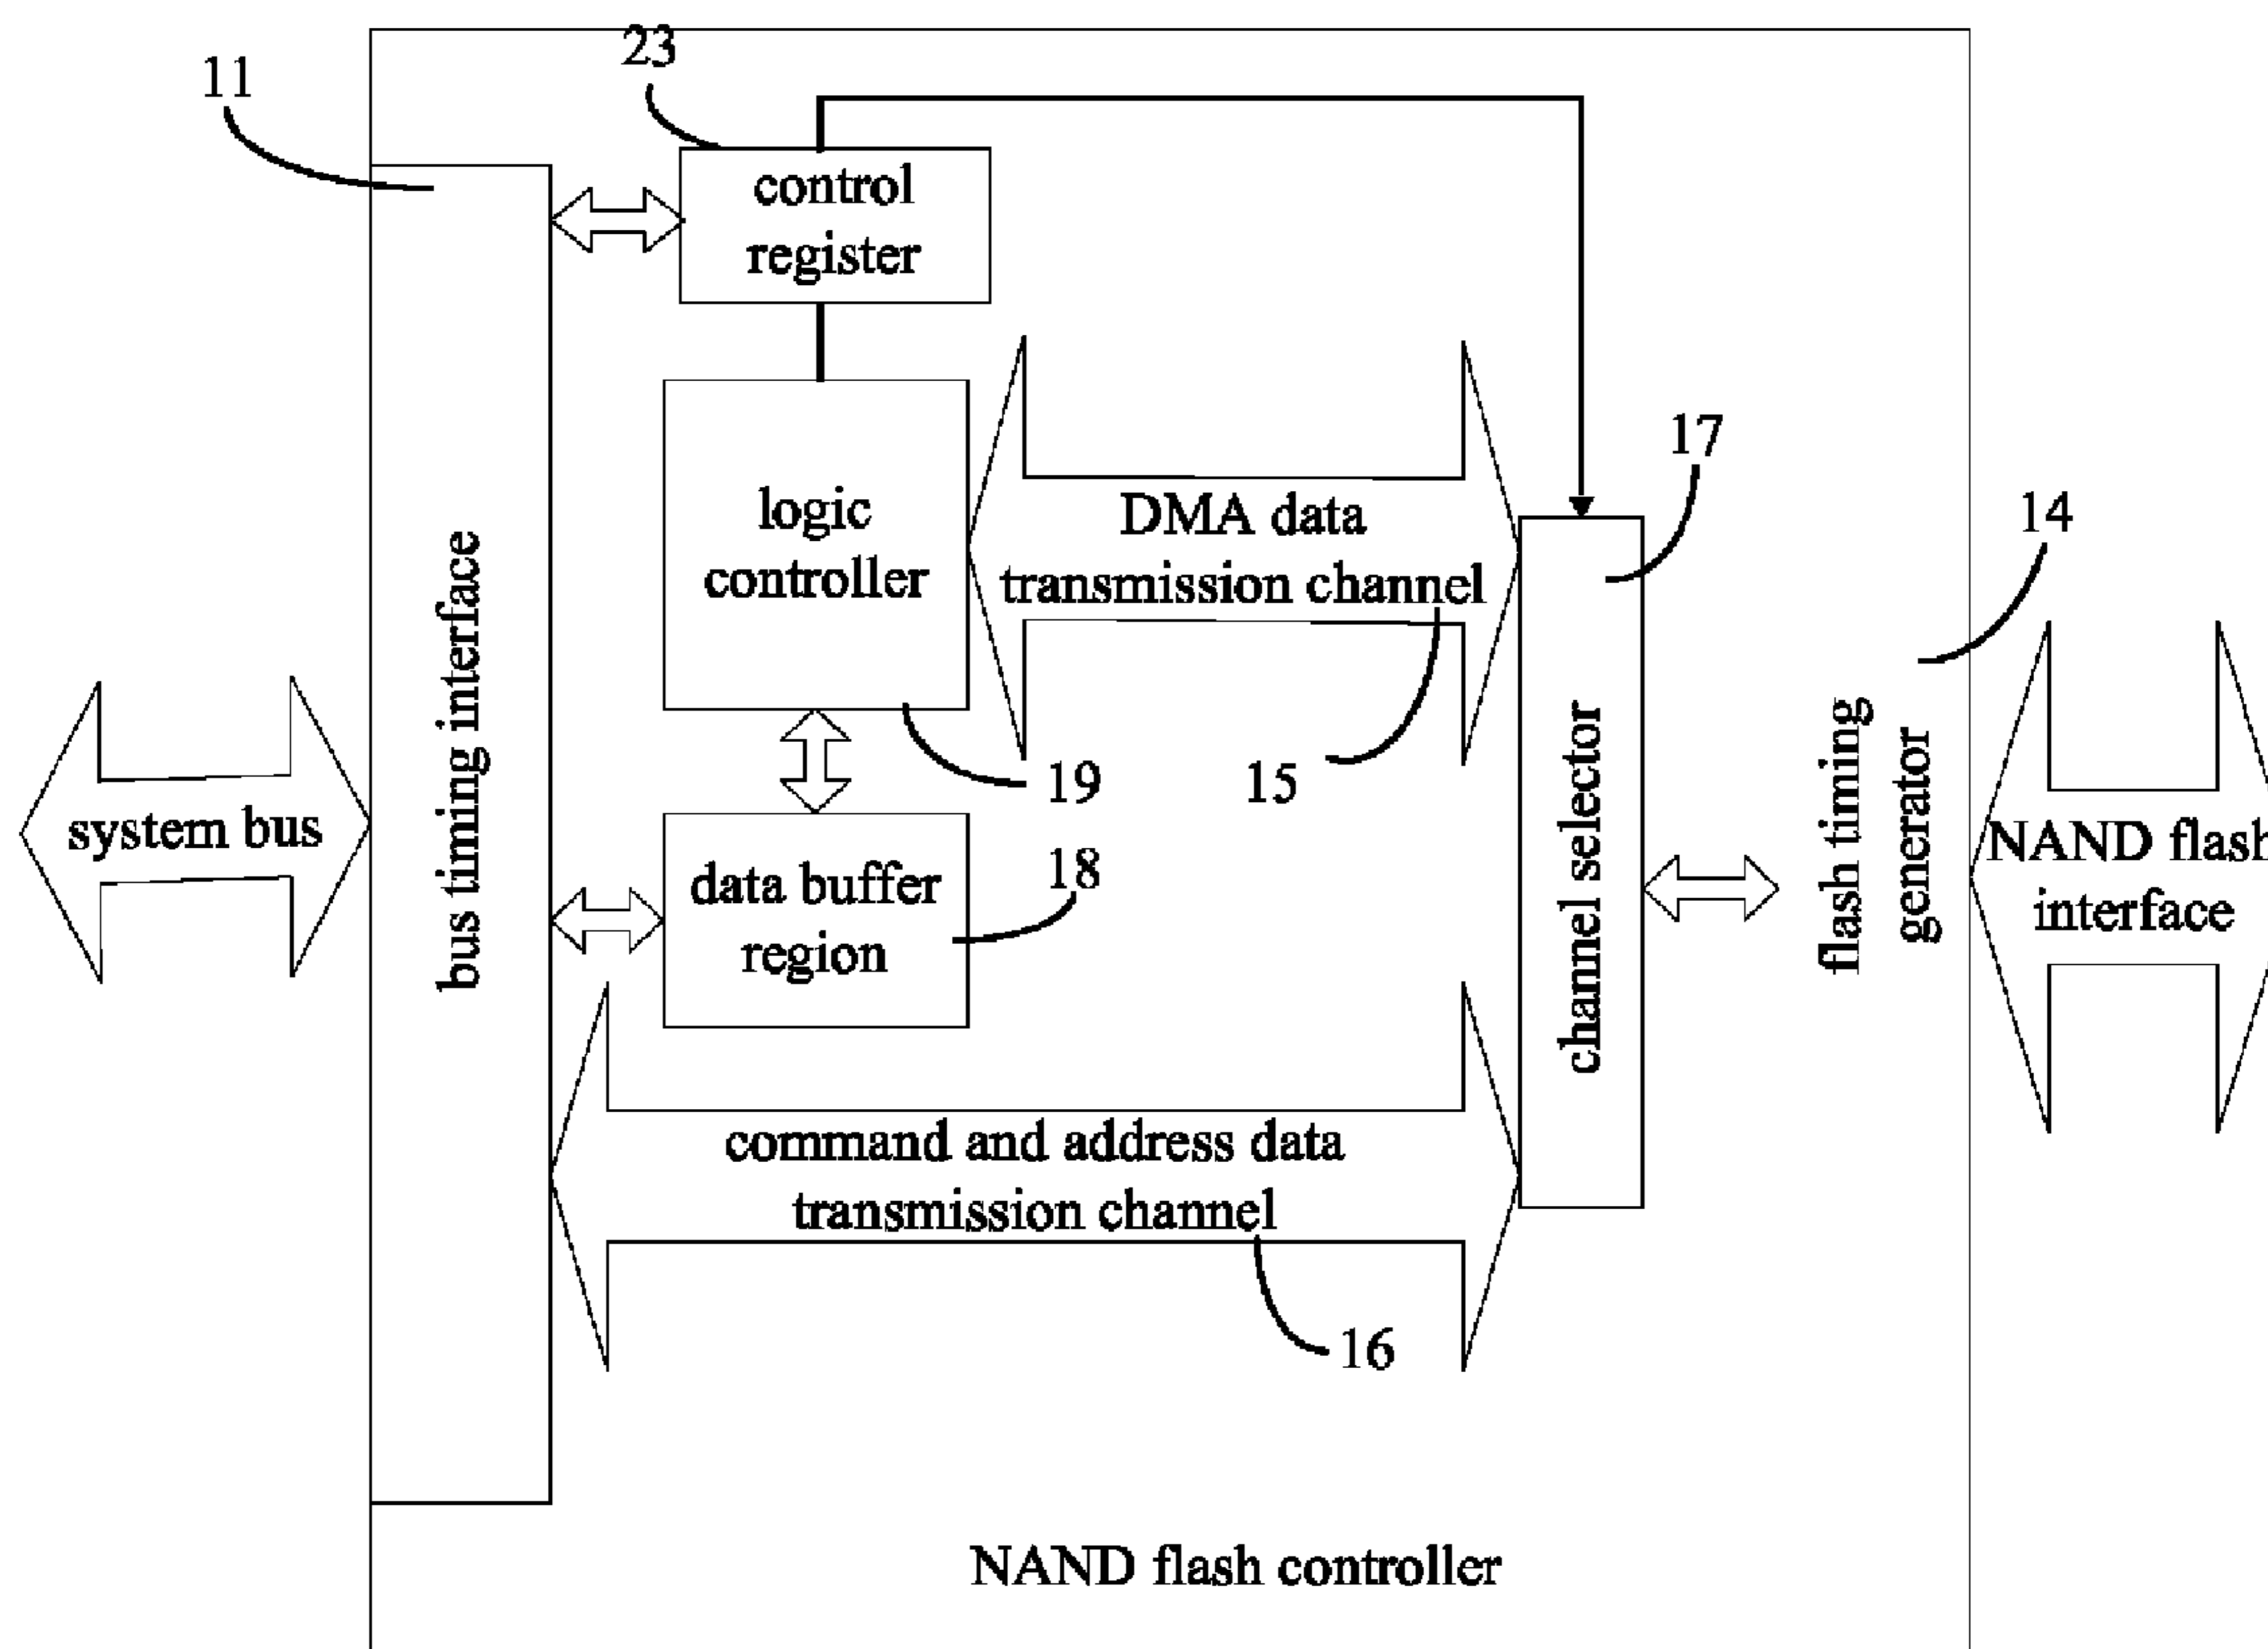 23
11
control
register
17
14
logic
controller
DMA data
transmission channel
bus timing interface
19
15
system bus
data buffer
region
18
channel selector
flash timing
generator
NAND flash
interface
command and address data
transmission channel
16
NAND flash controller